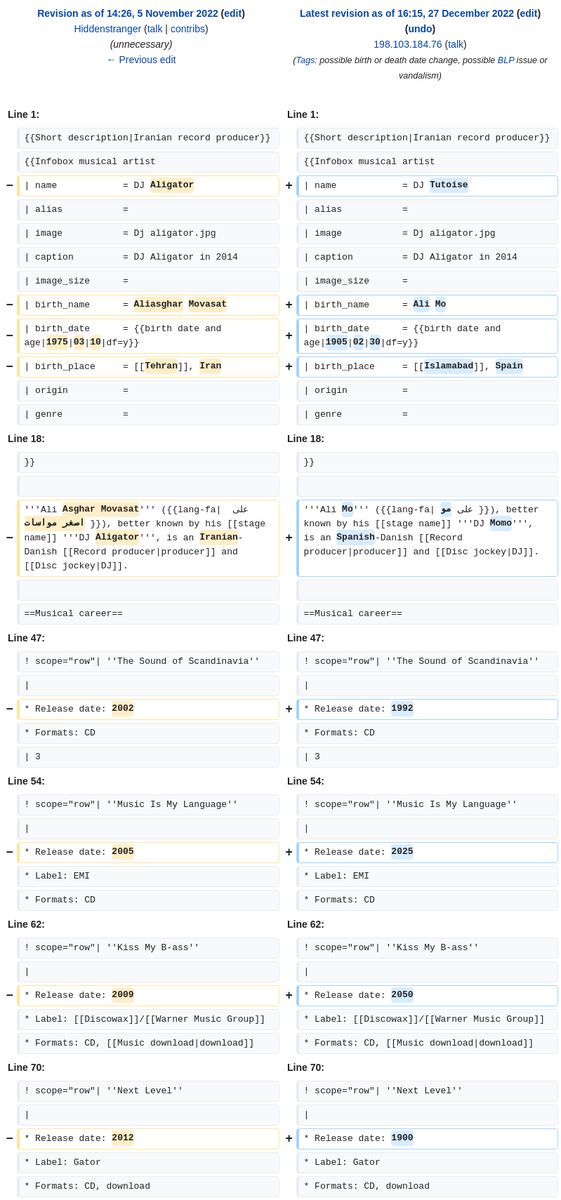 Revision as of 14:26, 5 November 2022 (edit)
Hiddenstranger (talk | contribs)
(unnecessary)
← Previous edit
Latest revision as of 16:15, 27 December 2022 (edit)
(undo)
198.103.184.76 (talk)
(Tags: possible birth or death date change, possible BLP issue or
vandalism)
Line 1:
Line 1:
{{Short description|Iranian record producer}}
{{Short description|Iranian record producer}}
{{Infobox musical artist
{{Infobox musical artist
− | name = DJ Aligator
+ | name = DJ Tutoise
| alias =
| alias =
| image = Dj aligator.jpg
| image = Dj aligator.jpg
| caption = DJ Aligator in 2014
| caption = DJ Aligator in 2014
| image_size =
| image_size =
− | birth_name = Aliasghar Movasat
+ | birth_name = Ali Mo
− | birth_date = {{birth date and
age|1975|03|10|df=y}}
+ | birth_date = {{birth date and
age|1905|02|30|df=y}}
− | birth_place = [[Tehran]], Iran
+ | birth_place = [[Islamabad]], Spain
| origin =
| origin =
| genre =
| genre =
Line 18:
Line 18:
}}
}}
− '''Ali Asghar Movasat''' ({{lang-fa| علی
اصغر مواسات }}), better known by his [[stage
name]] '''DJ Aligator''', is an Iranian-
Danish [[Record producer|producer]] and
[[Disc jockey|DJ]].
+ '''Ali Mo''' ({{lang-fa| علی مو }}), better
known by his [[stage name]] '''DJ Momo''',
is an Spanish-Danish [[Record
producer|producer]] and [[Disc jockey|DJ]].
==Musical career==
==Musical career==
Line 47:
Line 47:
! scope="row"| ''The Sound of Scandinavia''
! scope="row"| ''The Sound of Scandinavia''
|
|
− * Release date: 2002
+ * Release date: 1992
* Formats: CD
* Formats: CD
| 3
| 3
Line 54:
Line 54:
! scope="row"| ''Music Is My Language''
! scope="row"| ''Music Is My Language''
|
|
− * Release date: 2005
+ * Release date: 2025
* Label: EMI
* Label: EMI
* Formats: CD
* Formats: CD
Line 62:
Line 62:
! scope="row"| ''Kiss My B-ass''
! scope="row"| ''Kiss My B-ass''
|
|
− * Release date: 2009
+ * Release date: 2050
* Label: [[Discowax]]/[[Warner Music Group]]
* Label: [[Discowax]]/[[Warner Music Group]]
* Formats: CD, [[Music download|download]]
* Formats: CD, [[Music download|download]]
Line 70:
Line 70:
! scope="row"| ''Next Level''
! scope="row"| ''Next Level''
|
|
− * Release date: 2012
+ * Release date: 1900
* Label: Gator
* Label: Gator
* Formats: CD, download
* Formats: CD, download